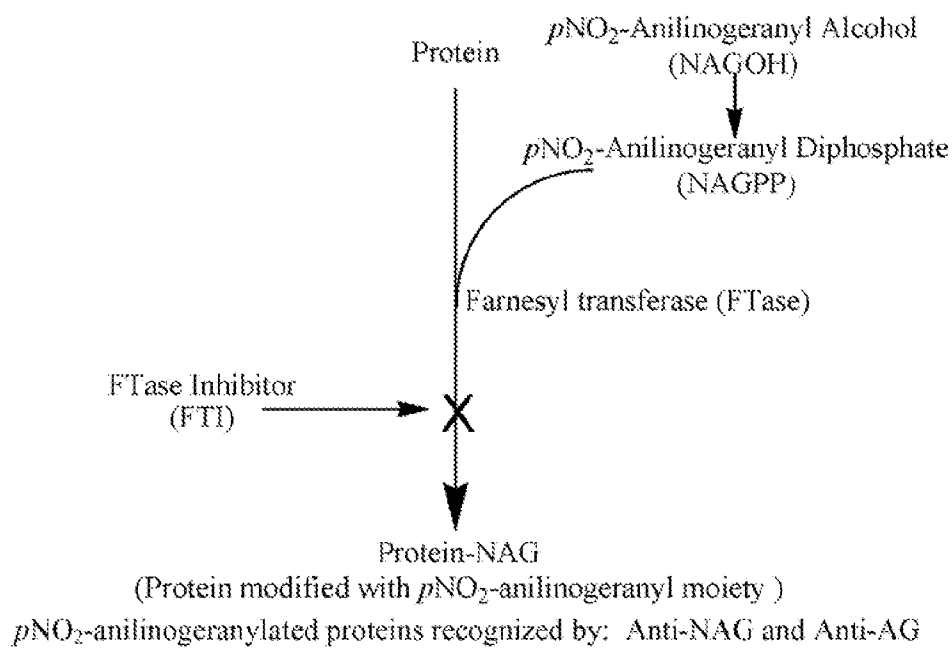 Protein
pNO₂-Anilinogeranyl Alcohol
(NAGOH)
pNO₂-Anilinogeranyl Diphosphate
(NAGPP)
Farnesyl transferase (FTase)
FTase Inhibitor
(FTI)
X
Protein-NAG
(Protein modified with pNO₂-anilinogeranyl moiety )
pNO₂-anilinogeranylated proteins recognized by: Anti-NAG and Anti-AG